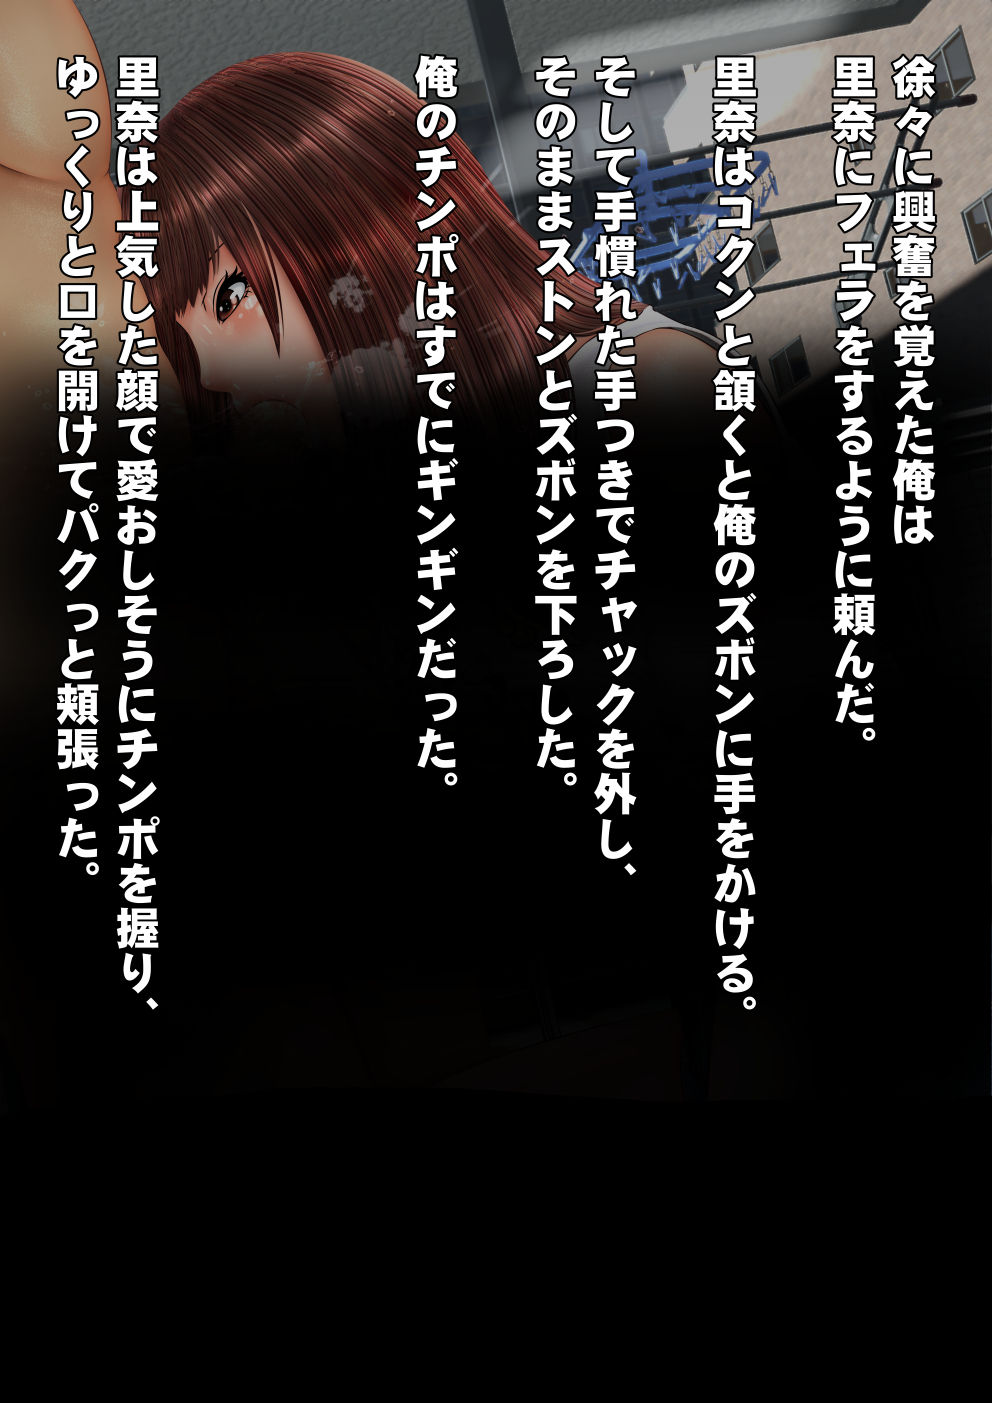 徐々に興奮を覚えた俺は
里奈にフェラをするように頼んだ。
里奈はコクンと頷くと俺のズボンに手をかける。
そして手慣れた手つきでチャックを外し、
そのままストンとズボンを下ろした。
俺のチンポはすでにギンギンだった。
里奈は上気した顔で愛おしそうにチンポを握り、
ゆっくりと口を開けてパクっと頬張った。